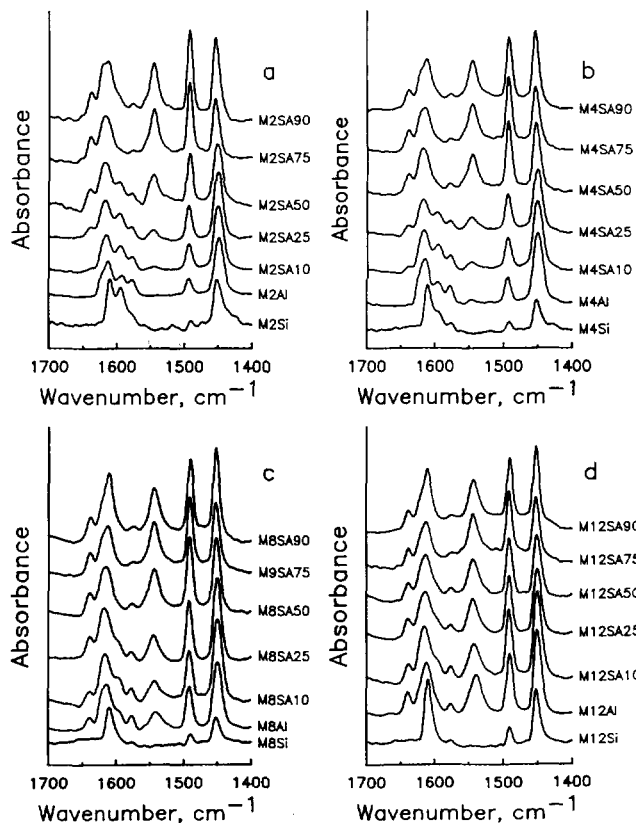 a
Absorbance
M2SA90
M2SA75
M2SA50
M2SA25
M2SA10
M2Al
M2Si
1700 1600 1500 1400
Wavenumber, cm−1
b
Absorbance
M4SA90
M4SA75
M4SA50
M4SA25
M4SA10
M4Al
M4Si
1700 1600 1500 1400
Wavenumber, cm−1
c
Absorbance
M8SA90
M9SA75
M8SA50
M8SA25
M8SA10
M8Al
M8Si
1700 1600 1500 1400
Wavenumber, cm−1
d
Absorbance
M12SA90
M12SA75
M12SA50
M12SA25
M12SA10
M12Al
M12Si
1700 1600 1500 1400
Wavenumber, cm−1